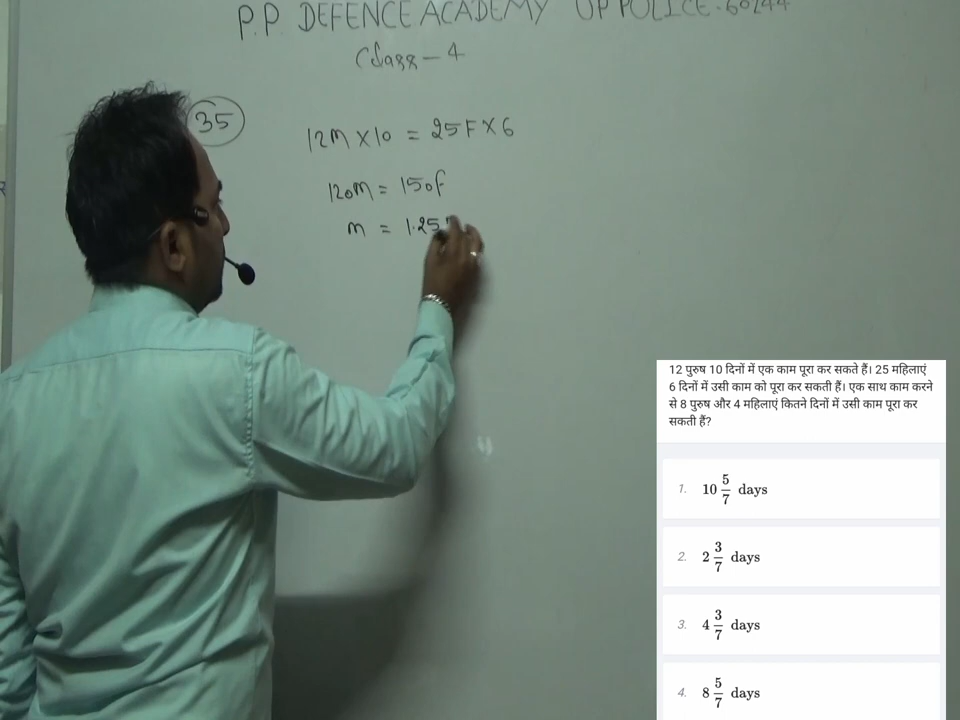 P.P. DEFENCE ACADEMY UP POLICE-60244
Class-4
35
12M × 10 = 25F × 6
120M = 150F
M = 1.25
12 पुरुष 10 दिनों में एक काम पूरा कर सकते हैं। 25 महिलाएं
6 दिनों में उसी काम को पूरा कर सकती हैं। एक साथ काम करने
से 8 पुरुष और 4 महिलाएं कितने दिनों में उसी काम पूरा कर
सकती हैं?
1. 10 5/7 days
2. 2 3/7 days
3. 4 3/7 days
4. 8 5/7 days